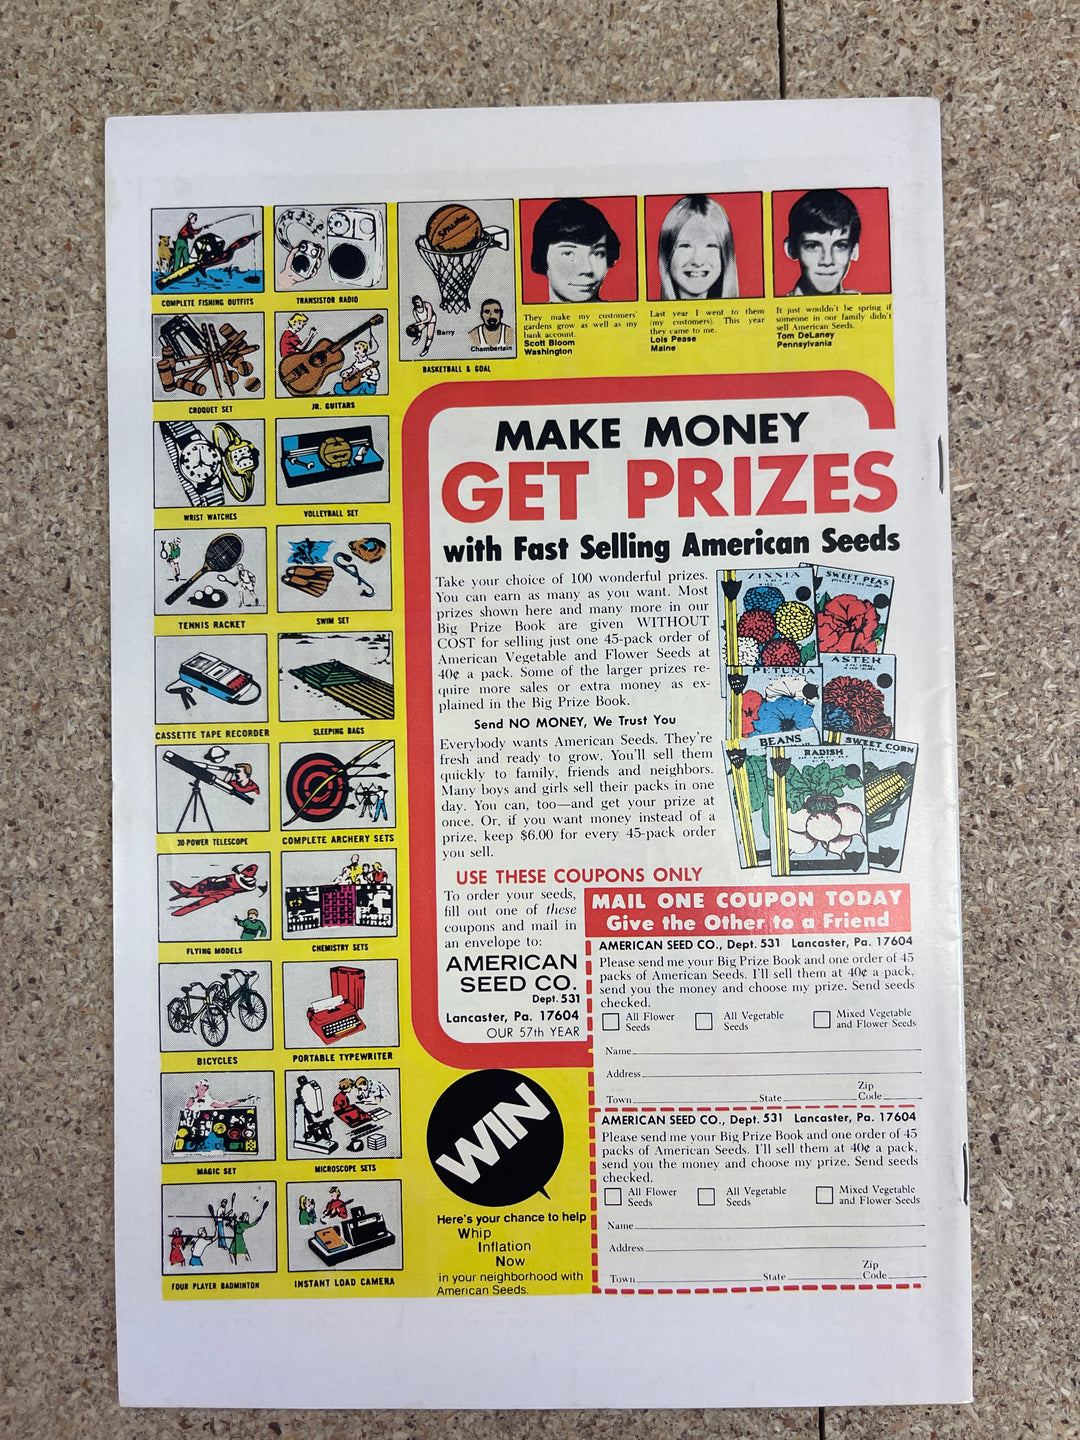 COMPLETE FISHING OUTFITS
TRANSISTOR RADIO
SPALDING
Barry
Chamberlain
BASKETBALL & GOAL
CROQUET SET
JR. GUITARS
WRIST WATCHES
VOLLEYBALL SET
TENNIS RACKET
SWIM SET
CASSETTE TAPE RECORDER
SLEEPING BAGS
30-POWER TELESCOPE
COMPLETE ARCHERY SETS
FLYING MODELS
CHEMISTRY SETS
BICYCLES
PORTABLE TYPEWRITER
MAGIC SET
MICROSCOPE SETS
FOUR PLAYER BADMINTON
INSTANT LOAD CAMERA
They make my customers'
gardens grow as well as my
bank account.
Scott Bloom
Washington
Last year I went to them
(my customers). This year
they came to me.
Lois Pease
Maine
It just wouldn't be spring if
someone in our family didn't
sell American Seeds.
Tom DeLaney
Pennsylvania
MAKE MONEY
GET PRIZES
with Fast Selling American Seeds
Take your choice of 100 wonderful prizes.
You can earn as many as you want. Most
prizes shown here and many more in our
Big Prize Book are given WITHOUT
COST for selling just one 45-pack order of
American Vegetable and Flower Seeds at
40¢ a pack. Some of the larger prizes re-
quire more sales or extra money as ex-
plained in the Big Prize Book.
Send NO MONEY, We Trust You
Everybody wants American Seeds. They're
fresh and ready to grow. You'll sell them
quickly to family, friends and neighbors.
Many boys and girls sell their packs in one
day. You can, too—and get your prize at
once. Or, if you want money instead of a
prize, keep $6.00 for every 45-pack order
you sell.
ZINNIA
SWEET PEAS
PETUNIA
ASTER
BEANS
RADISH
SWEET CORN
USE THESE COUPONS ONLY
To order your seeds,
fill out one of these
coupons and mail in
an envelope to:
AMERICAN
SEED CO.
Dept. 531
Lancaster, Pa. 17604
OUR 57th YEAR
MAIL ONE COUPON TODAY
Give the Other to a Friend
AMERICAN SEED CO., Dept. 531 Lancaster, Pa. 17604
Please send me your Big Prize Book and one order of 45
packs of American Seeds. I'll sell them at 40¢ a pack,
send you the money and choose my prize. Send seeds
checked.
All Flower Seeds
All Vegetable Seeds
Mixed Vegetable and Flower Seeds
Name
Address
Town State Zip Code
AMERICAN SEED CO., Dept. 531 Lancaster, Pa. 17604
Please send me your Big Prize Book and one order of 45
packs of American Seeds. I'll sell them at 40¢ a pack,
send you the money and choose my prize. Send seeds
checked.
All Flower Seeds
All Vegetable Seeds
Mixed Vegetable and Flower Seeds
Name
Address
Town State Zip Code
WIN
Here's your chance to help
Whip
Inflation
Now
in your neighborhood with
American Seeds.